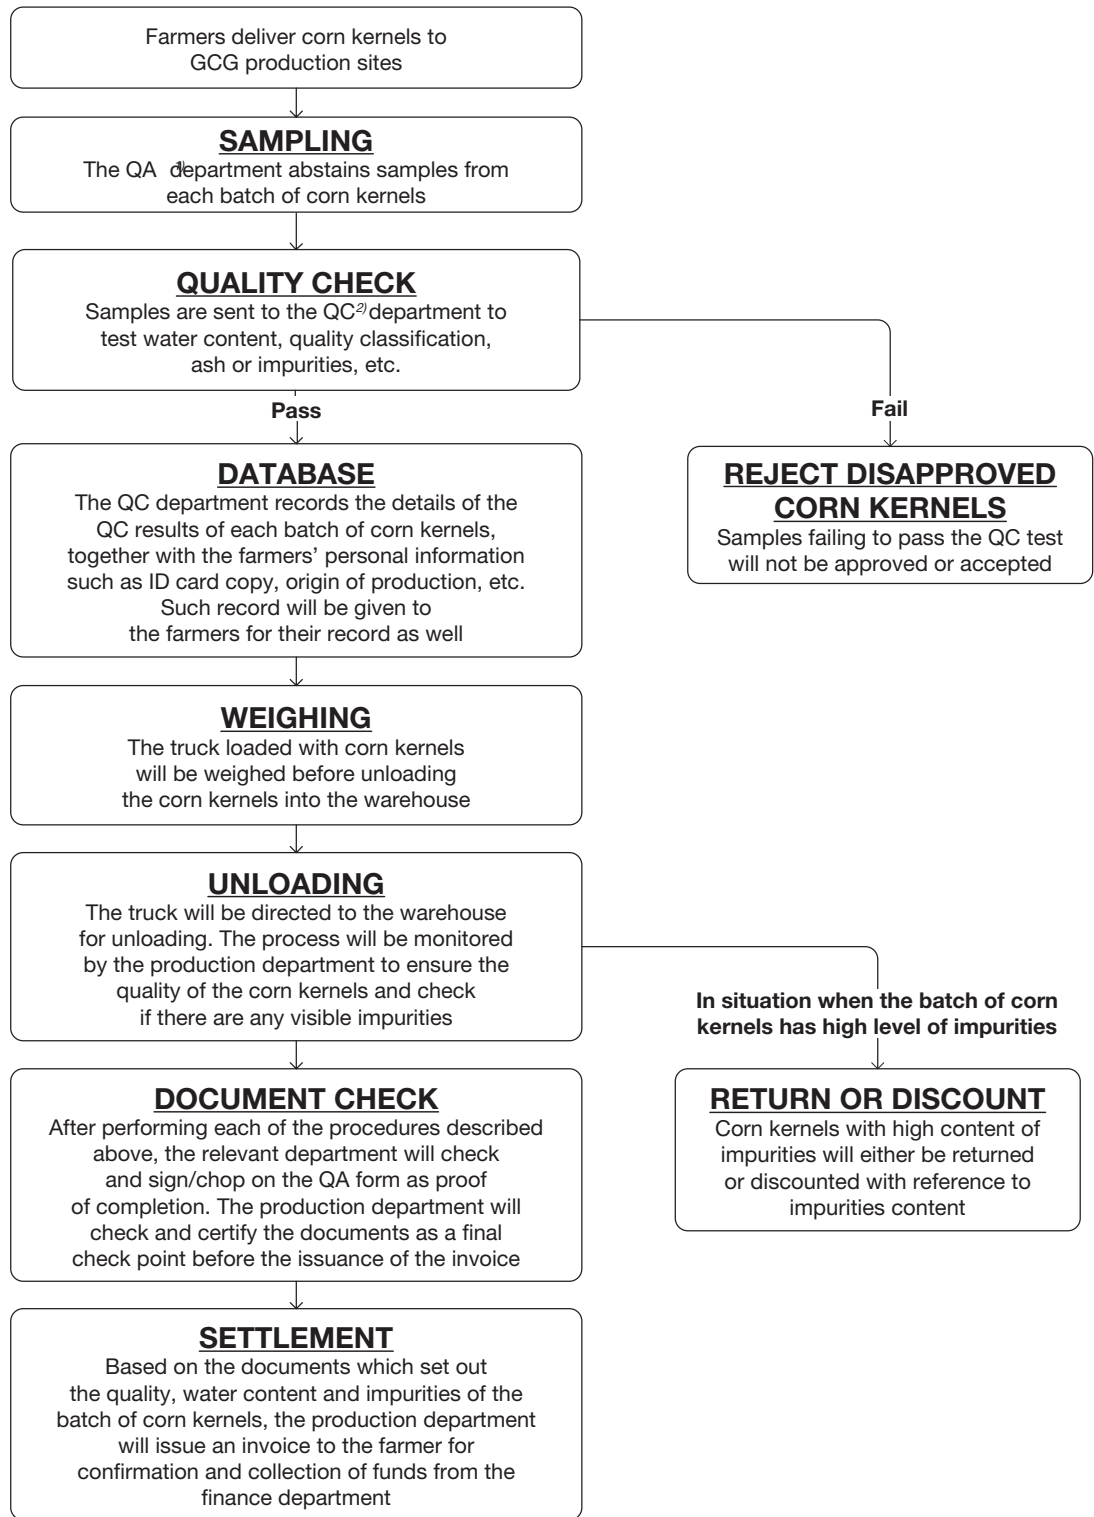 Farmers deliver corn kernels to
GCG production sites
SAMPLING
The QA 1) department abstains samples from
each batch of corn kernels
QUALITY CHECK
Samples are sent to the QC2) department to
test water content, quality classification,
ash or impurities, etc.
Pass
Fail
DATABASE
The QC department records the details of the
QC results of each batch of corn kernels,
together with the farmers' personal information
such as ID card copy, origin of production, etc.
Such record will be given to
the farmers for their record as well
REJECT DISAPPROVED
CORN KERNELS
Samples failing to pass the QC test
will not be approved or accepted
WEIGHING
The truck loaded with corn kernels
will be weighed before unloading
the corn kernels into the warehouse
UNLOADING
The truck will be directed to the warehouse
for unloading. The process will be monitored
by the production department to ensure the
quality of the corn kernels and check
if there are any visible impurities
In situation when the batch of corn
kernels has high level of impurities
DOCUMENT CHECK
After performing each of the procedures described
above, the relevant department will check
and sign/chop on the QA form as proof
of completion. The production department will
check and certify the documents as a final
check point before the issuance of the invoice
RETURN OR DISCOUNT
Corn kernels with high content of
impurities will either be returned
or discounted with reference to
impurities content
SETTLEMENT
Based on the documents which set out
the quality, water content and impurities of the
batch of corn kernels, the production department
will issue an invoice to the farmer for
confirmation and collection of funds from the
finance department